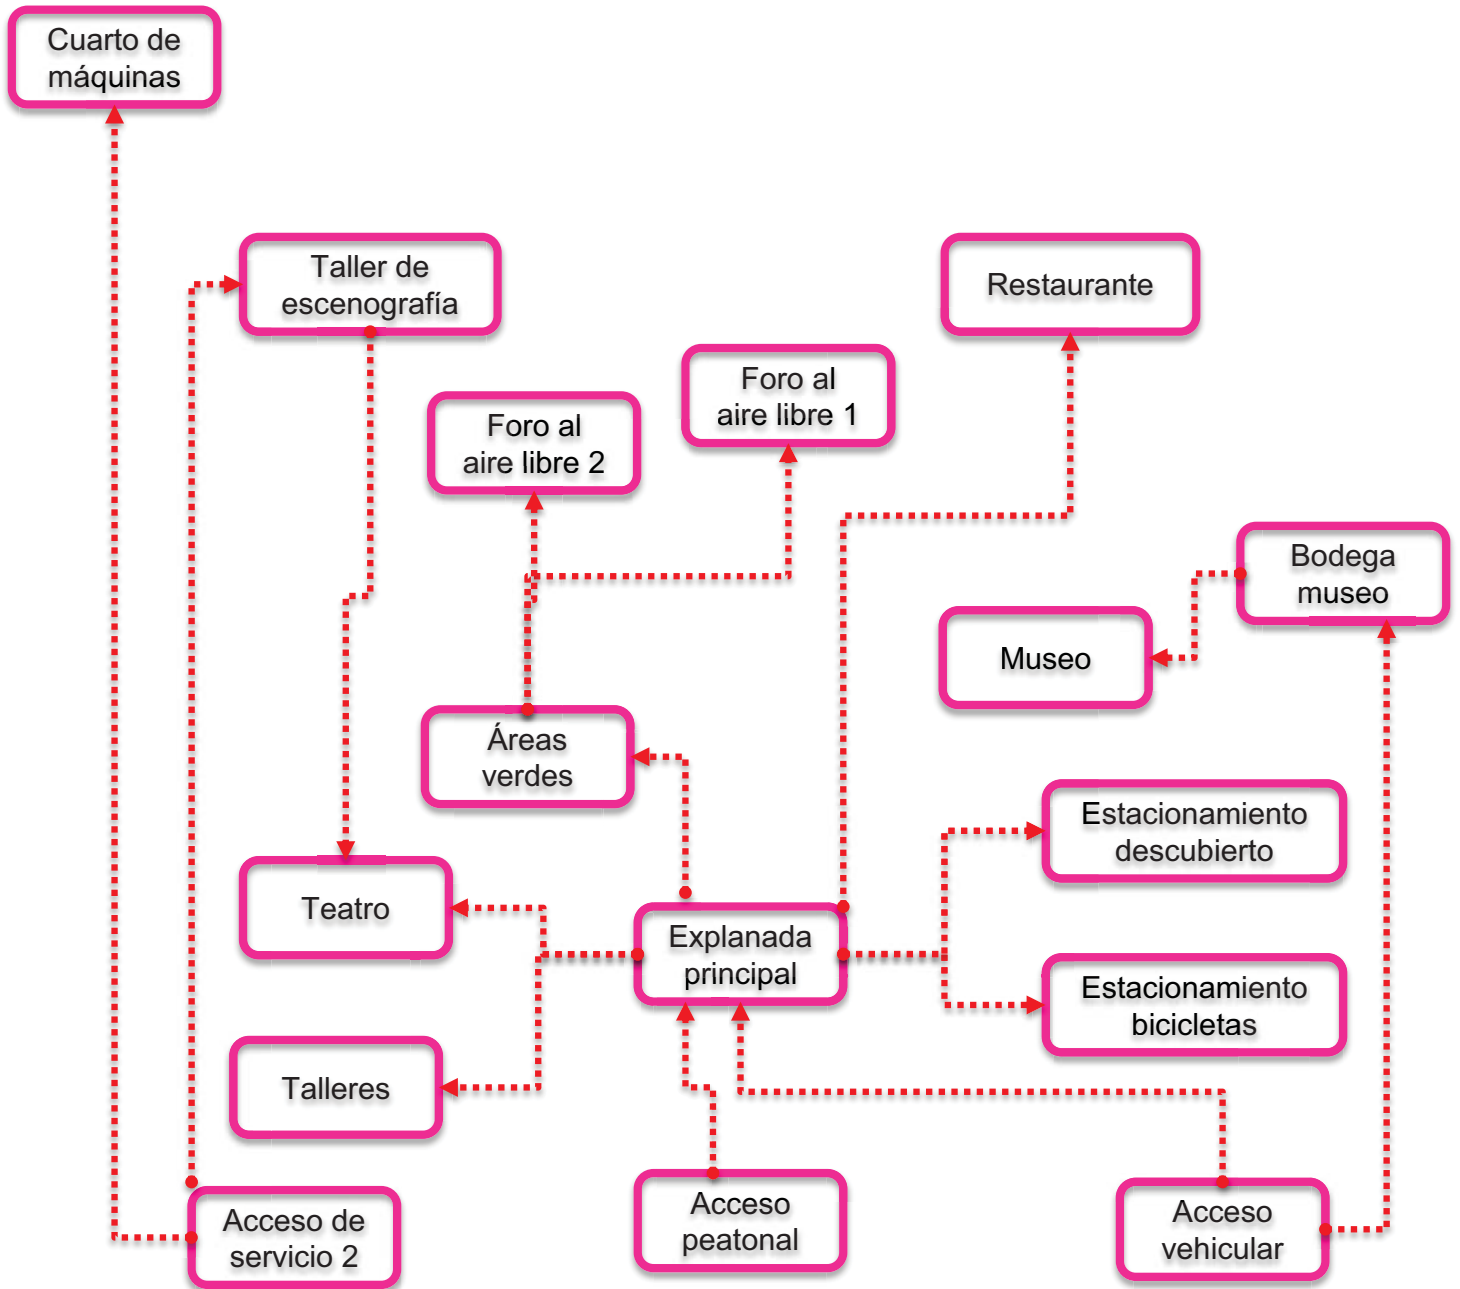 Cuarto de
máquinas
Taller de
escenografía
Restaurante
Foro al
aire libre 1
Foro al
aire libre 2
Bodega
museo
Museo
Áreas
verdes
Estacionamiento
descubierto
Teatro
Explanada
principal
Estacionamiento
bicicletas
Talleres
Acceso de
servicio 2
Acceso
peatonal
Acceso
vehicular